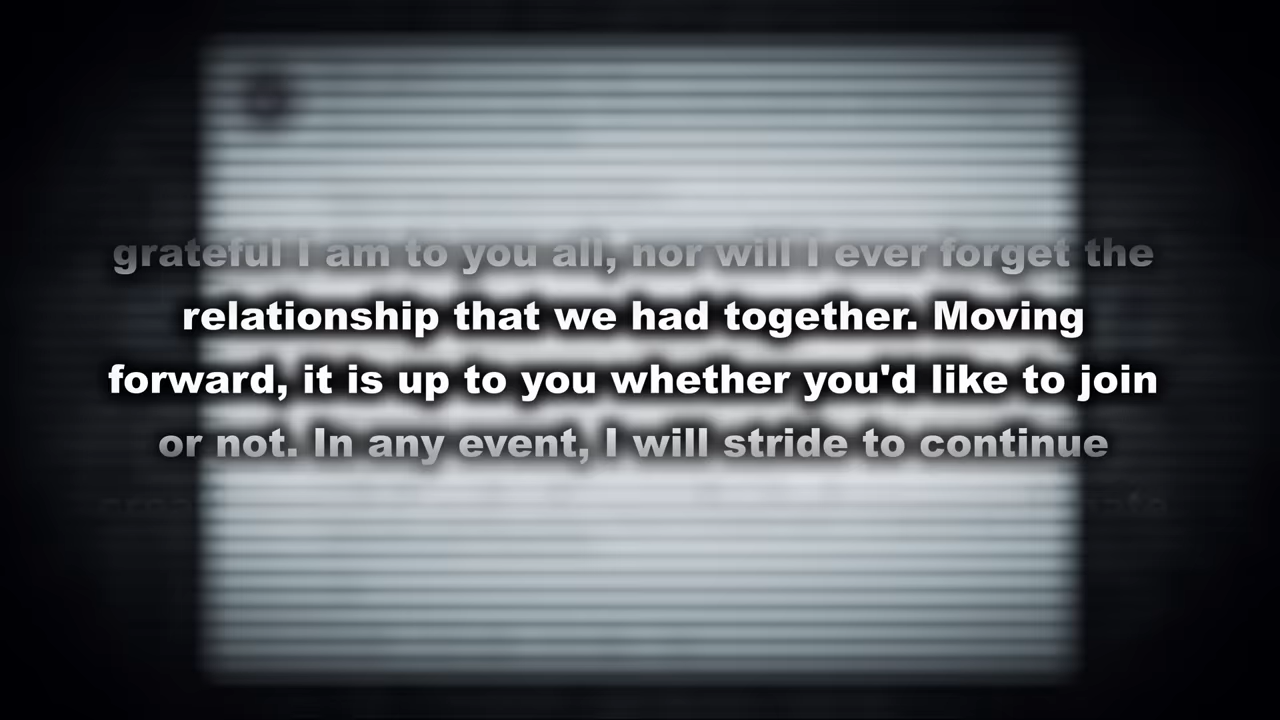 grateful I am to you all, nor will I ever forget the
relationship that we had together. Moving
forward, it is up to you whether you'd like to join
or not. In any event, I will stride to continue